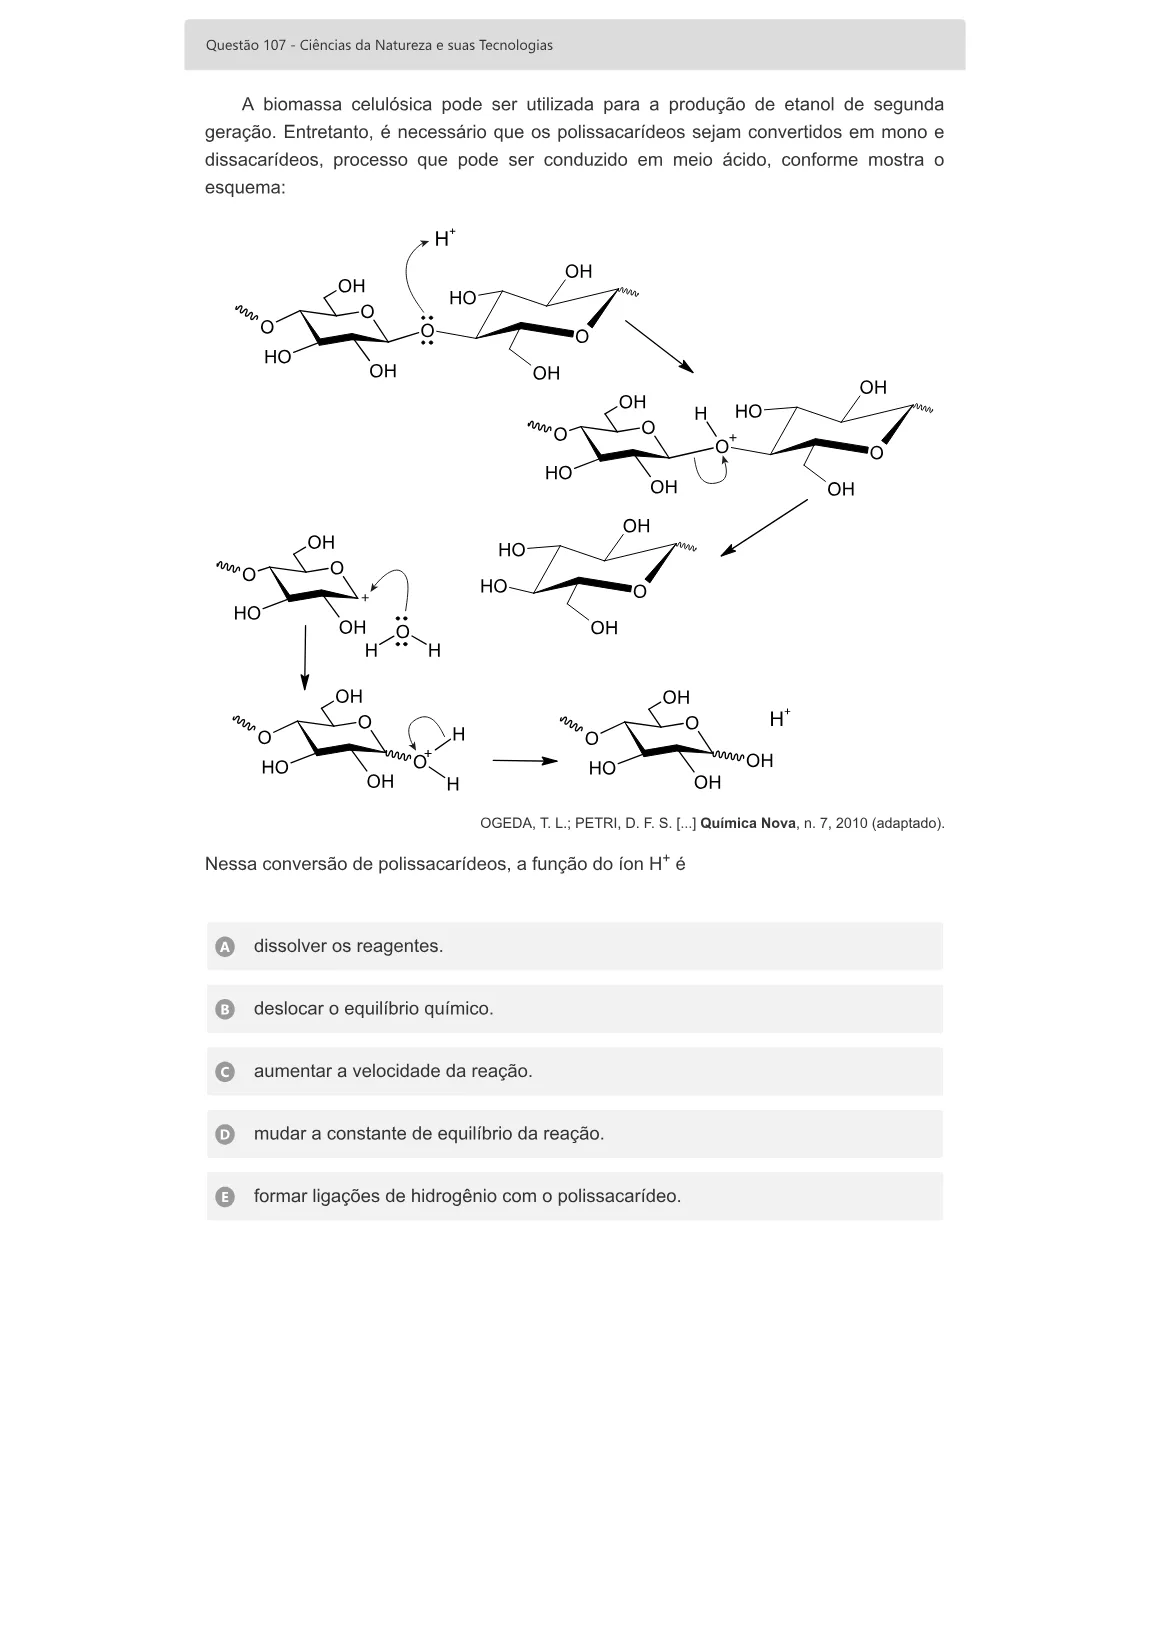 Questão 107 - Ciências da Natureza e suas Tecnologias
A biomassa celulósica pode ser utilizada para a produção de etanol de segunda
geração. Entretanto, é necessário que os polissacarídeos sejam convertidos em mono e
dissacarídeos, processo que pode ser conduzido em meio ácido, conforme mostra o
esquema:
H+
OH
OH
HO
O
O
O
O
HO
OH
OH
OH
OH
H
HO
O
O
O+
O
HO
OH
OH
OH
OH
HO
O
O
HO
O
+
HO
OH
O
H
H
OH
OH
OH
H+
O
O
H
O
O
O+
HO
OH
H
HO
OH
OH
OGEDA, T. L.; PETRI, D. F. S. [...] Química Nova, n. 7, 2010 (adaptado).
Nessa conversão de polissacarídeos, a função do íon H+ é
A dissolver os reagentes.
B deslocar o equilíbrio químico.
C aumentar a velocidade da reação.
D mudar a constante de equilíbrio da reação.
E formar ligações de hidrogênio com o polissacarídeo.